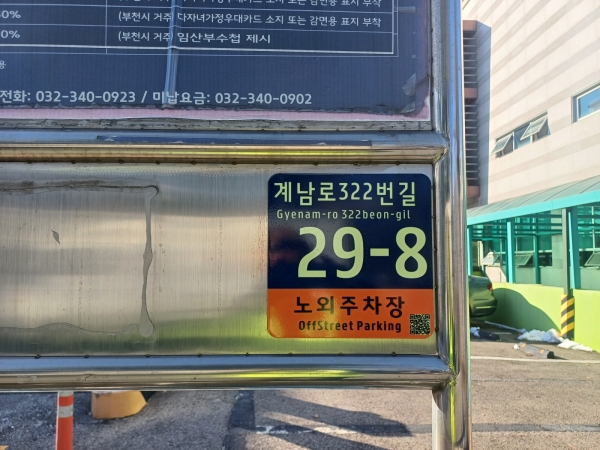 (부천시 거주) 다자녀가정우대카드 소지 또는 감면용 표지 부착
(부천시 거주) 임산부수첩 제시
전화: 032-340-0923 / 미납요금: 032-340-0902
계남로322번길
Gyenam-ro 322beon-gil
29-8
노외주차장
OffStreet Parking